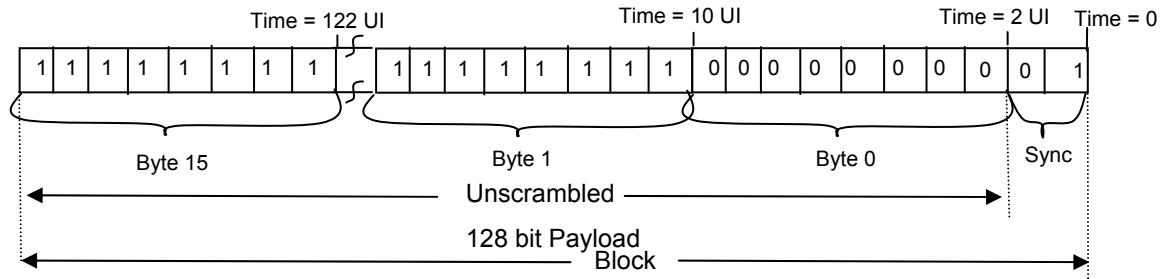 Time = 122 UI Time = 10 UI Time = 2 UI Time = 0
1 1 1 1 1 1 1 1 1 1 1 1 1 1 1 1 0 0 0 0 0 0 0 0 0 1
Byte 15 Byte 1 Byte 0 Sync
Unscrambled
128 bit Payload
Block